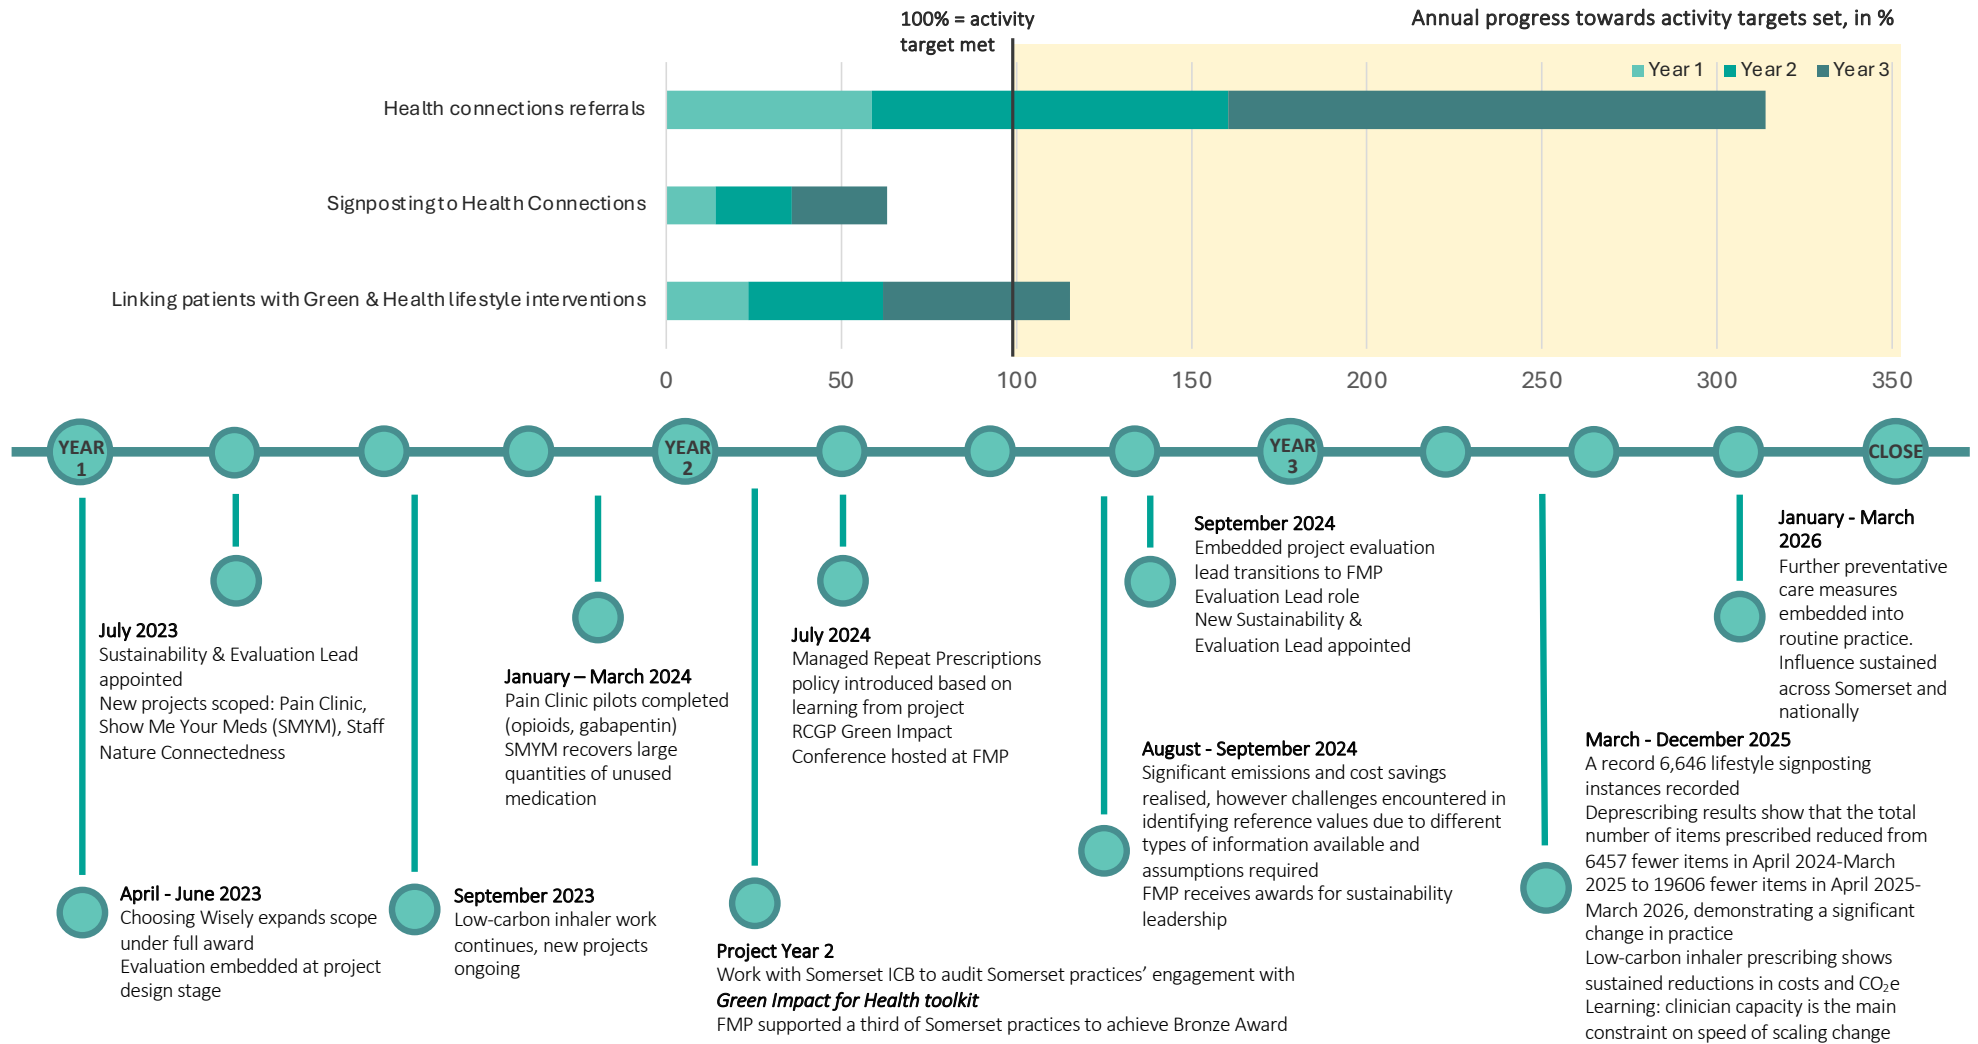 100% = activity
target met
Annual progress towards activity targets set, in %
Year 1
Year 2
Year 3
Health connections referrals
Signposting to Health Connections
Linking patients with Green & Health lifestyle interventions
0
50
100
150
200
250
300
350
YEAR
1
YEAR
2
YEAR
3
CLOSE
July 2023
Sustainability & Evaluation Lead
appointed
New projects scoped: Pain Clinic,
Show Me Your Meds (SMYM), Staff
Nature Connectedness
April - June 2023
Choosing Wisely expands scope
under full award
Evaluation embedded at project
design stage
September 2023
Low-carbon inhaler work
continues, new projects
ongoing
January – March 2024
Pain Clinic pilots completed
(opioids, gabapentin)
SMYM recovers large
quantities of unused
medication
Project Year 2
Work with Somerset ICB to audit Somerset practices’ engagement with
Green Impact for Health toolkit
FMP supported a third of Somerset practices to achieve Bronze Award
July 2024
Managed Repeat Prescriptions
policy introduced based on
learning from project
RCGP Green Impact
Conference hosted at FMP
August - September 2024
Significant emissions and cost savings
realised, however challenges encountered in
identifying reference values due to different
types of information available and
assumptions required
FMP receives awards for sustainability
leadership
September 2024
Embedded project evaluation
lead transitions to FMP
Evaluation Lead role
New Sustainability &
Evaluation Lead appointed
March - December 2025
A record 6,646 lifestyle signposting
instances recorded
Deprescribing results show that the total
number of items prescribed reduced from
6457 fewer items in April 2024-March
2025 to 19606 fewer items in April 2025-
March 2026, demonstrating a significant
change in practice
Low-carbon inhaler prescribing shows
sustained reductions in costs and CO₂e
Learning: clinician capacity is the main
constraint on speed of scaling change
January - March
2026
Further preventative
care measures
embedded into
routine practice.
Influence sustained
across Somerset and
nationally